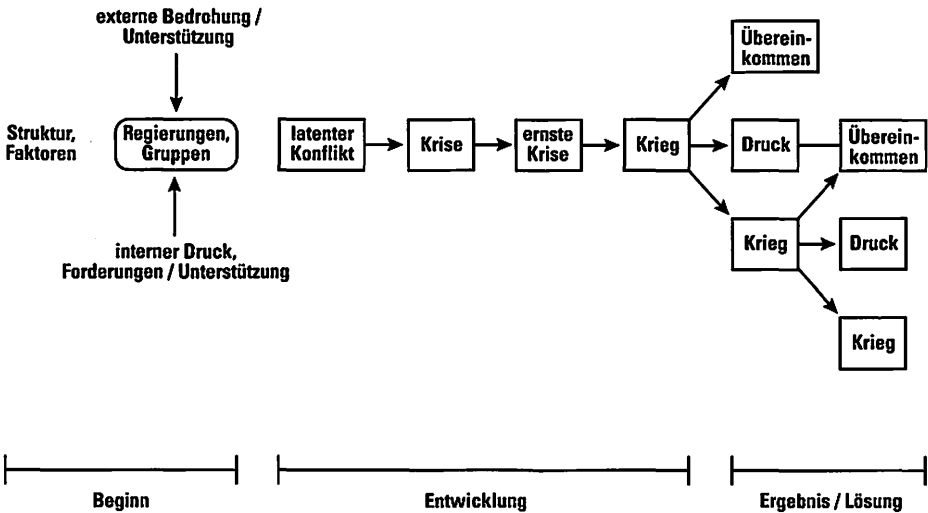 externe Bedrohung /
Unterstützung
Struktur,
Faktoren
Regierungen,
Gruppen
interner Druck,
Forderungen / Unterstützung
latenter
Konflikt
Krise
ernste
Krise
Krieg
Überein-
kommen
Druck
Überein-
kommen
Krieg
Druck
Krieg
Beginn
Entwicklung
Ergebnis / Lösung